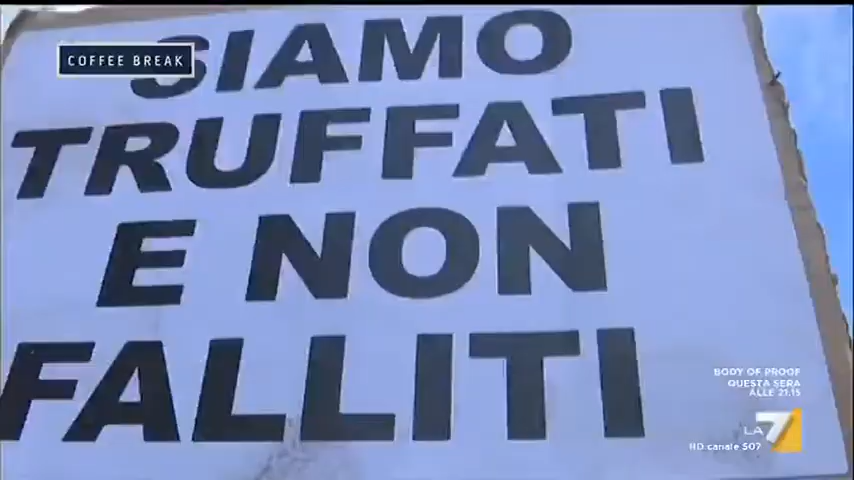 COFFEE BREAK
SIAMO
TRUFFATI
E NON
FALLITI
BODY OF PROOF
QUESTA SERA
ALLE 21.15
LA7
HD canale 507